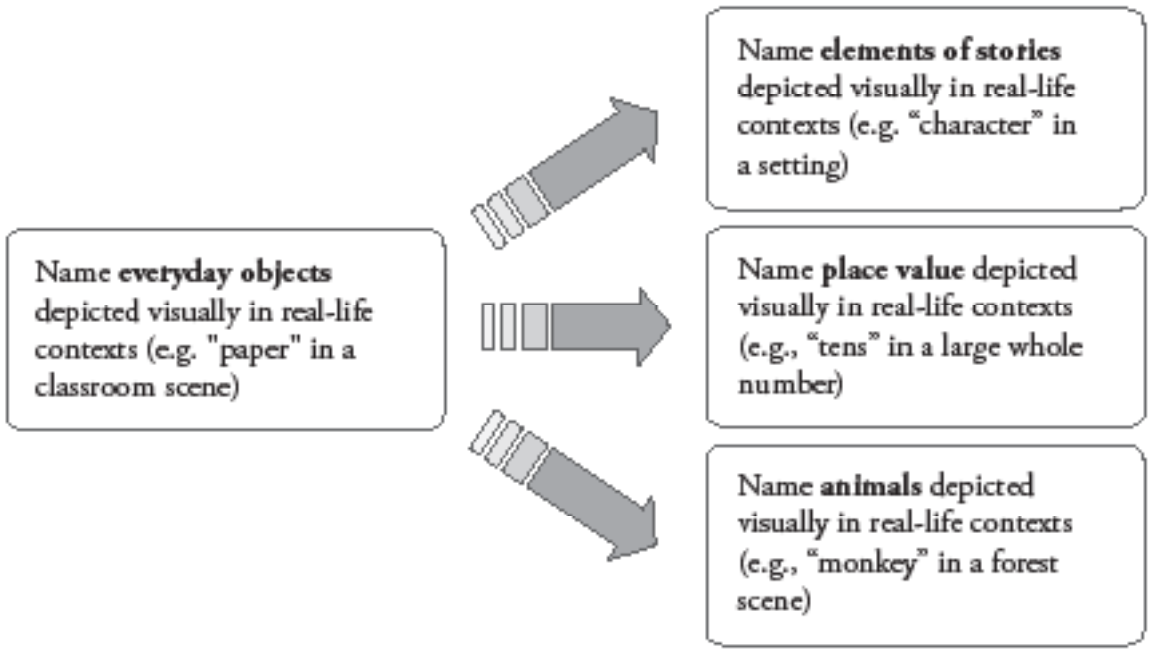 Name everyday objects
depicted visually in real-life
contexts (e.g. "paper" in a
classroom scene)
Name elements of stories
depicted visually in real-life
contexts (e.g. “character” in
a setting)
Name place value depicted
visually in real-life contexts
(e.g., “tens” in a large whole
number)
Name animals depicted
visually in real-life contexts
(e.g., “monkey” in a forest
scene)